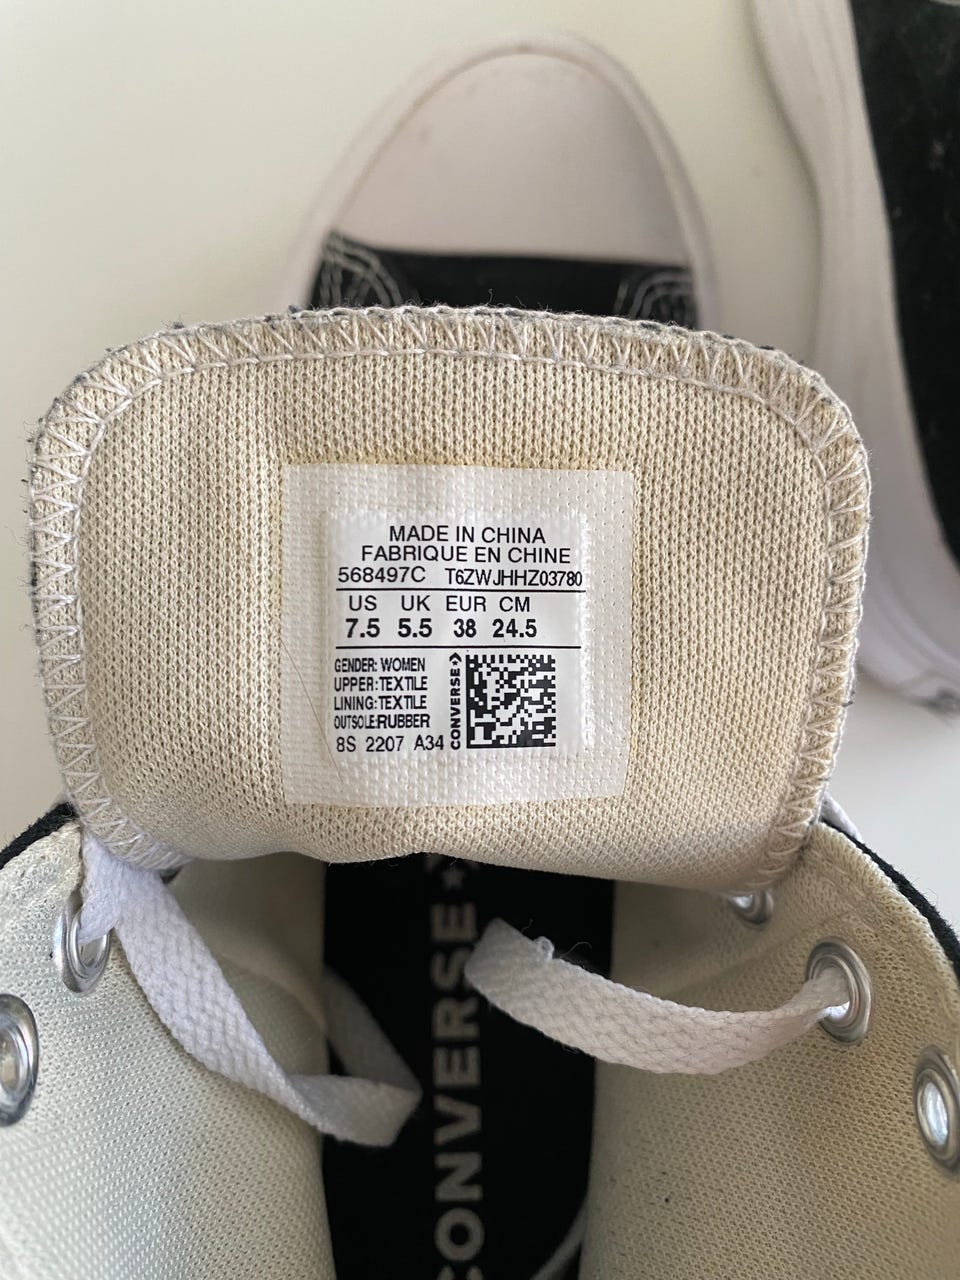 MADE IN CHINA
FABRIQUE EN CHINE
568497C T6ZWJHHZ03780
US UK EUR CM
7.5 5.5 38 24.5
GENDER: WOMEN
UPPER:TEXTILE
LINING:TEXTILE
OUTSOLE:RUBBER
8S 2207 A34
CONVERSE
CONVERSE